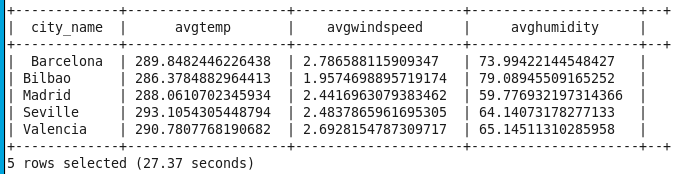 +-------------+--------------------+---------------------+--------------------+--+
|  city_name  |      avgtemp       |    avgwindspeed     |    avghumidity     |
+-------------+--------------------+---------------------+--------------------+--+
|  Barcelona  | 289.8482446226438  | 2.786588115909347   | 73.99422144548427  |
| Bilbao      | 286.3784882964413  | 1.9574698895719174  | 79.08945509165252  |
| Madrid      | 288.0610702345934  | 2.4416963079383462  | 59.776932197314366 |
| Seville     | 293.1054305448794  | 2.4837865961695305  | 64.14073178277133  |
| Valencia    | 290.7807768190682  | 2.6928154787309717  | 65.14511310285958  |
+-------------+--------------------+---------------------+--------------------+--+
5 rows selected (27.37 seconds)